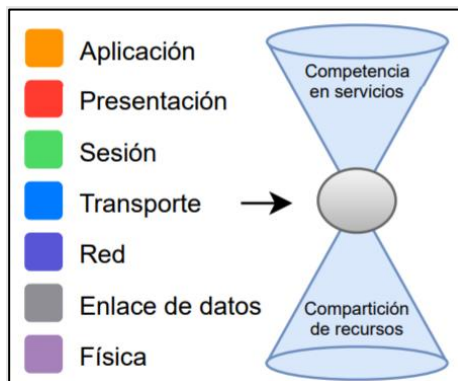 Aplicación
Presentación
Sesión
Transporte
Red
Enlace de datos
Física
Competencia
en servicios
Compartición
de recursos